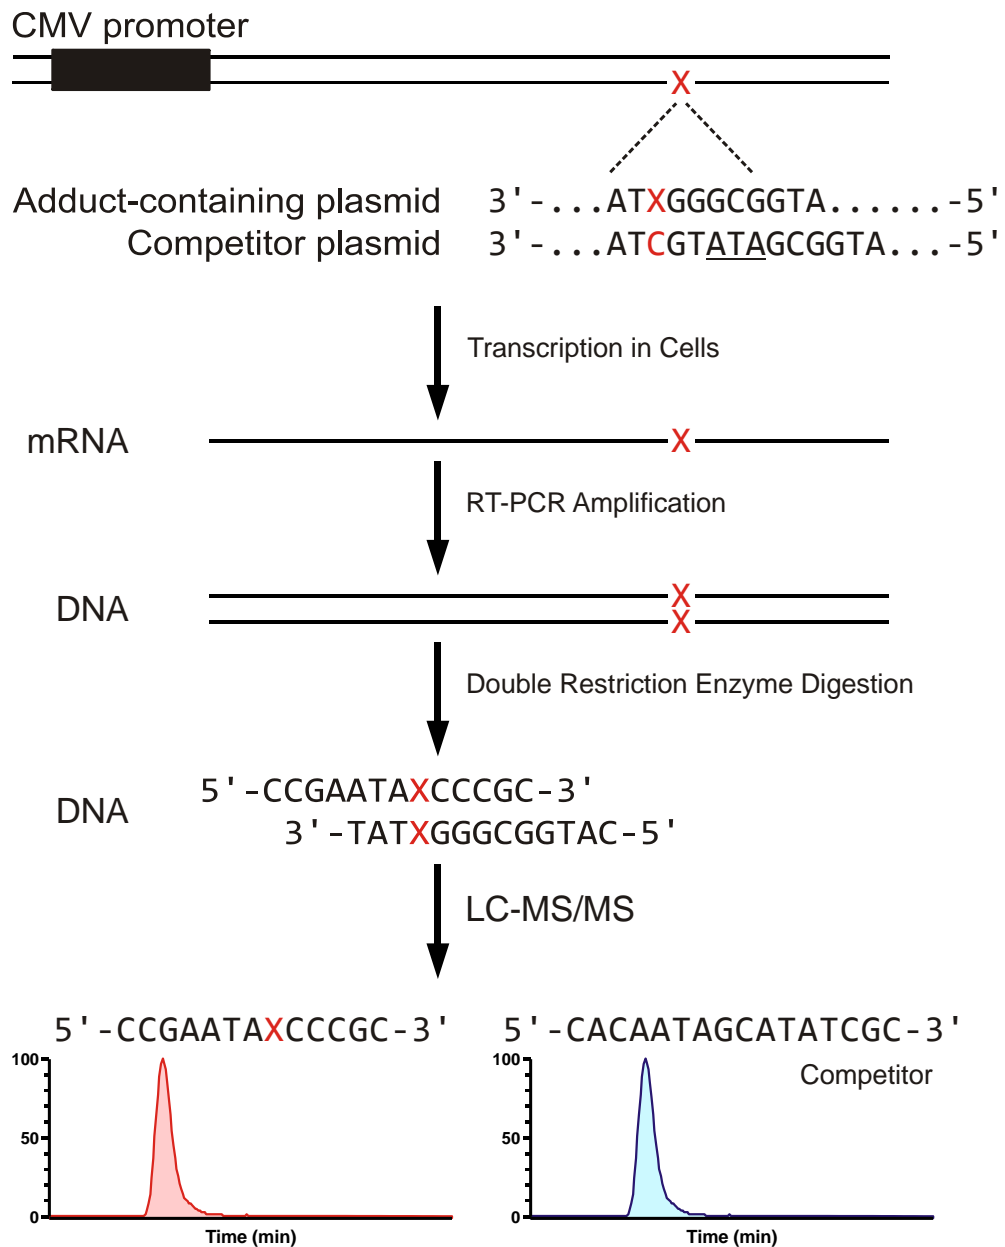 CMV promoter
X
Adduct-containing plasmid 3'-...ATXGGGCGGTA......-5'
Competitor plasmid 3'-...ATCGTATAGCGGTA...-5'
Transcription in Cells
mRNA X
RT-PCR Amplification
DNA X
X
Double Restriction Enzyme Digestion
DNA 5'-CCGAATAXCCCGC-3'
3'-TATXGGGCGGTAC-5'
LC-MS/MS
5'-CCGAATAXCCCGC-3' 5'-CACAATAGCATATCGC-3'
100 100 Competitor
50 50
0 0
Time (min) Time (min)